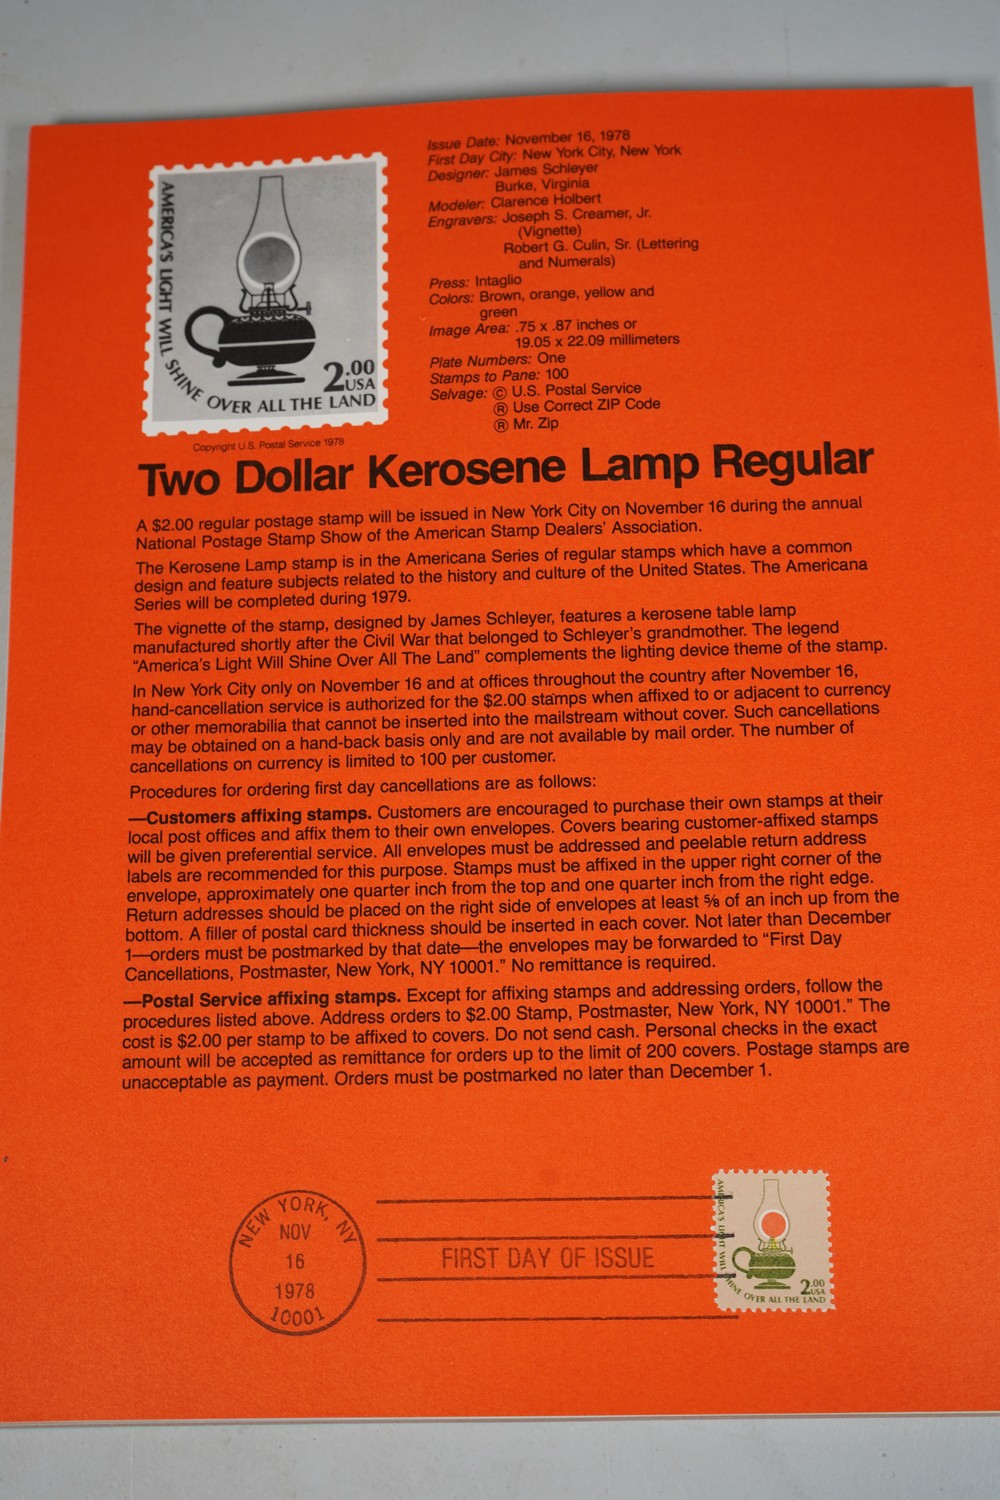 AMERICA'S LIGHT WILL SHINE OVER ALL THE LAND
2.00
USA
Copyright U.S. Postal Service 1978
Issue Date: November 16, 1978
First Day City: New York City, New York
Designer: James Schleyer
Burke, Virginia
Modeler: Clarence Holbert
Engravers: Joseph S. Creamer, Jr.
(Vignette)
Robert G. Culin, Sr. (Lettering
and Numerals)
Press: Intaglio
Colors: Brown, orange, yellow and
green
Image Area: .75 x .87 inches or
19.05 x 22.09 millimeters
Plate Numbers: One
Stamps to Pane: 100
Selvage: © U.S. Postal Service
® Use Correct ZIP Code
® Mr. Zip
Two Dollar Kerosene Lamp Regular
A $2.00 regular postage stamp will be issued in New York City on November 16 during the annual
National Postage Stamp Show of the American Stamp Dealers' Association.
The Kerosene Lamp stamp is in the Americana Series of regular stamps which have a common
design and feature subjects related to the history and culture of the United States. The Americana
Series will be completed during 1979.
The vignette of the stamp, designed by James Schleyer, features a kerosene table lamp
manufactured shortly after the Civil War that belonged to Schleyer's grandmother. The legend
"America's Light Will Shine Over All The Land" complements the lighting device theme of the stamp.
In New York City only on November 16 and at offices throughout the country after November 16,
hand-cancellation service is authorized for the $2.00 stamps when affixed to or adjacent to currency
or other memorabilia that cannot be inserted into the mailstream without cover. Such cancellations
may be obtained on a hand-back basis only and are not available by mail order. The number of
cancellations on currency is limited to 100 per customer.
Procedures for ordering first day cancellations are as follows:
—Customers affixing stamps. Customers are encouraged to purchase their own stamps at their
local post offices and affix them to their own envelopes. Covers bearing customer-affixed stamps
will be given preferential service. All envelopes must be addressed and peelable return address
labels are recommended for this purpose. Stamps must be affixed in the upper right corner of the
envelope, approximately one quarter inch from the top and one quarter inch from the right edge.
Return addresses should be placed on the right side of envelopes at least ⅝ of an inch up from the
bottom. A filler of postal card thickness should be inserted in each cover. Not later than December
1—orders must be postmarked by that date—the envelopes may be forwarded to "First Day
Cancellations, Postmaster, New York, NY 10001." No remittance is required.
—Postal Service affixing stamps. Except for affixing stamps and addressing orders, follow the
procedures listed above. Address orders to $2.00 Stamp, Postmaster, New York, NY 10001." The
cost is $2.00 per stamp to be affixed to covers. Do not send cash. Personal checks in the exact
amount will be accepted as remittance for orders up to the limit of 200 covers. Postage stamps are
unacceptable as payment. Orders must be postmarked no later than December 1.
NEW YORK, NY
NOV
16
1978
10001
FIRST DAY OF ISSUE
AMERICA'S LIGHT WILL SHINE OVER ALL THE LAND
2.00
USA